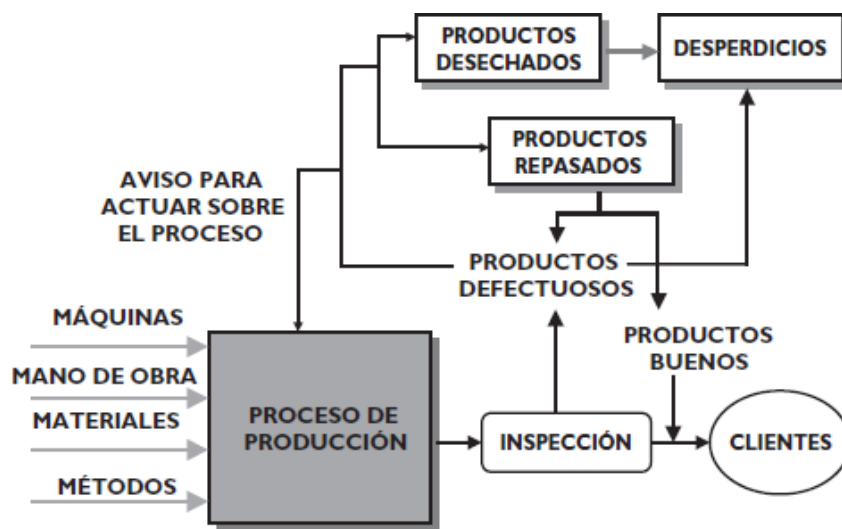 PRODUCTOS
DESECHADOS
DESPERDICIOS
PRODUCTOS
REPASADOS
AVISO PARA
ACTUAR SOBRE
EL PROCESO
PRODUCTOS
DEFECTUOSOS
MÁQUINAS
MANO DE OBRA
MATERIALES
MÉTODOS
PROCESO DE
PRODUCCIÓN
INSPECCIÓN
PRODUCTOS
BUENOS
CLIENTES